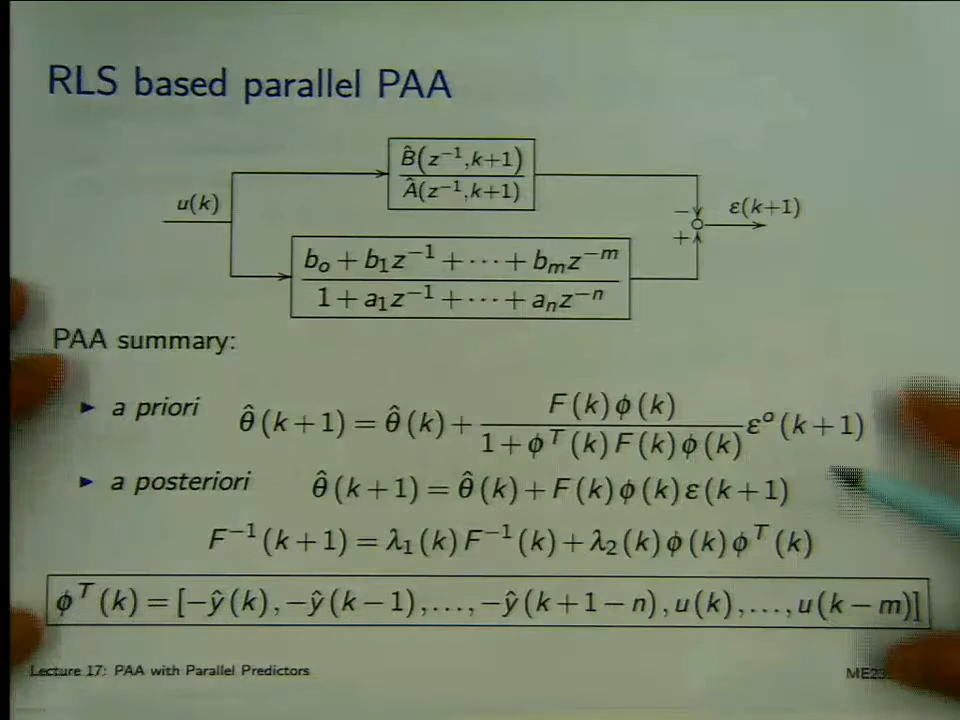 RLS based parallel PAA
B̂(z⁻¹,k+1)
Â(z⁻¹,k+1)
u(k)
− ε(k+1)
+
bₒ + b₁z⁻¹ + ··· + bₘz⁻ᵐ
1 + a₁z⁻¹ + ··· + aₙz⁻ⁿ
PAA summary:
▶ a priori θ̂(k+1) = θ̂(k) + F(k)ϕ(k) / 1+ϕᵀ(k)F(k)ϕ(k) εᵒ(k+1)
▶ a posteriori θ̂(k+1) = θ̂(k) + F(k)ϕ(k)ε(k+1)
F⁻¹(k+1) = λ₁(k)F⁻¹(k) + λ₂(k)ϕ(k)ϕᵀ(k)
ϕᵀ(k) = [−ŷ(k), −ŷ(k−1), ..., −ŷ(k+1−n), u(k), ..., u(k−m)]
Lecture 17: PAA with Parallel Predictors